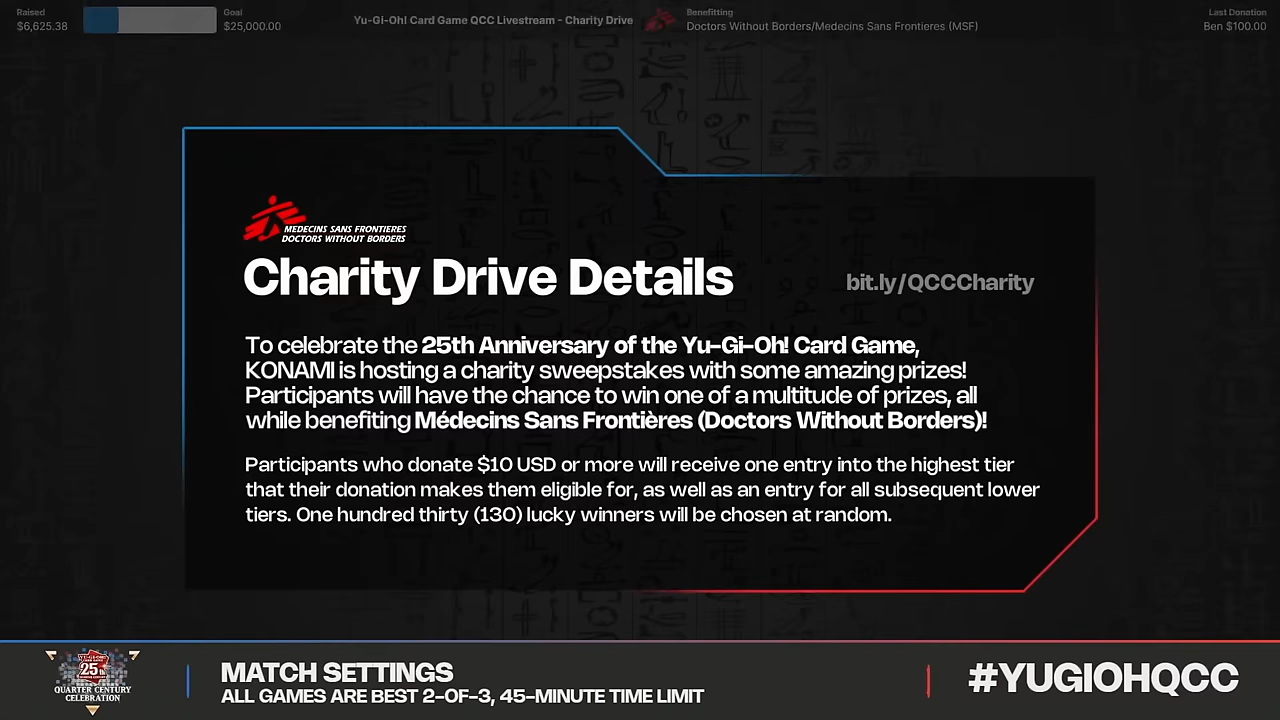 Raised
$6,625.38
Goal
$25,000.00
Yu-Gi-Oh! Card Game QCC Livestream - Charity Drive
Benefitting
Doctors Without Borders/Medecins Sans Frontieres (MSF)
Last Donation
Ben $100.00
MEDECINS SANS FRONTIERES
DOCTORS WITHOUT BORDERS
Charity Drive Details
bit.ly/QCCCharity
To celebrate the 25th Anniversary of the Yu-Gi-Oh! Card Game,
KONAMI is hosting a charity sweepstakes with some amazing prizes!
Participants will have the chance to win one of a multitude of prizes, all
while benefiting Médecins Sans Frontières (Doctors Without Borders)!
Participants who donate $10 USD or more will receive one entry into the highest tier
that their donation makes them eligible for, as well as an entry for all subsequent lower
tiers. One hundred thirty (130) lucky winners will be chosen at random.
YU-GI-OH!
25th
QUARTER CENTURY
CELEBRATION
MATCH SETTINGS
ALL GAMES ARE BEST 2-OF-3, 45-MINUTE TIME LIMIT
#YUGIOHQCC